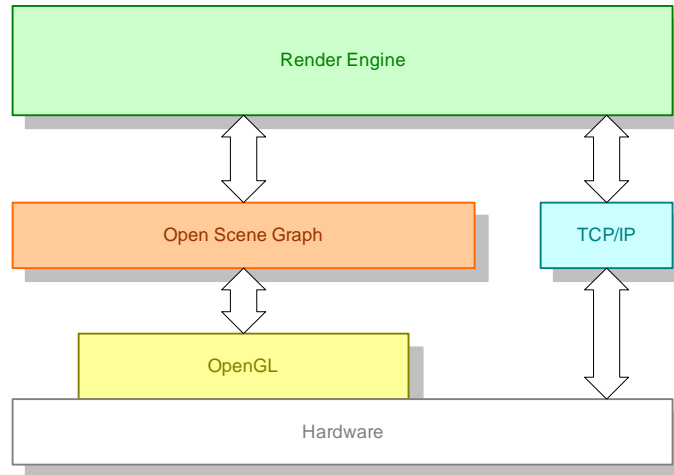 Render Engine
Open Scene Graph
TCP/IP
OpenGL
Hardware